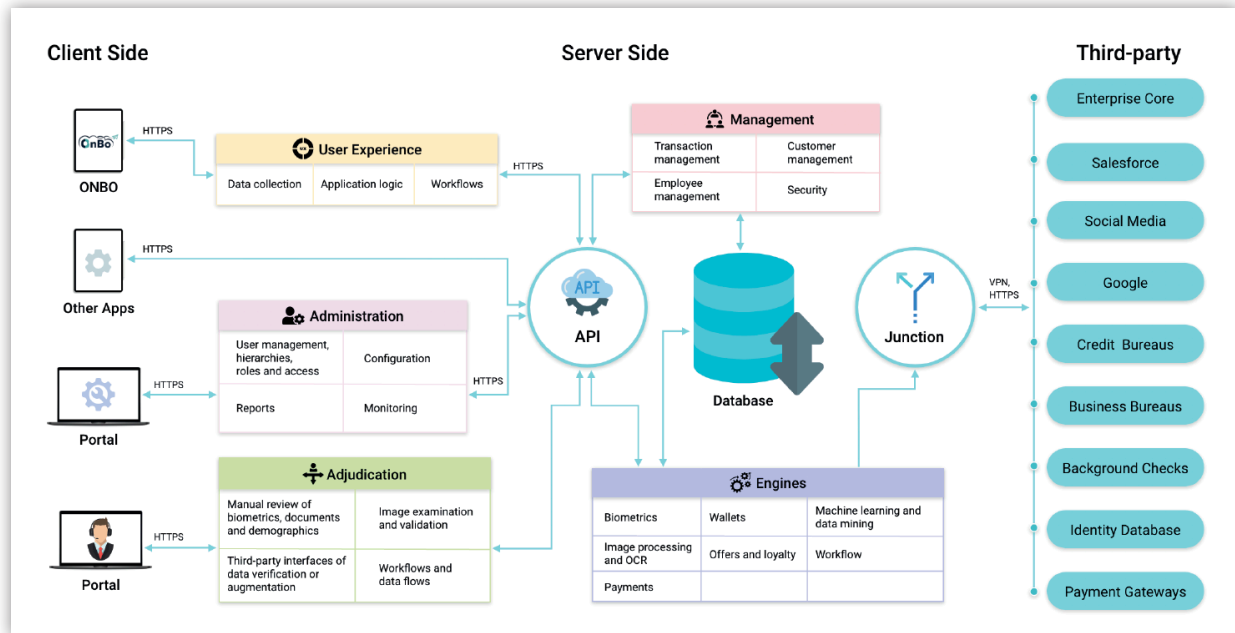 Client Side
Server Side
Third-party
OnBo
ONBO
HTTPS
User Experience
Data collection
Application logic
Workflows
HTTPS
Other Apps
HTTPS
Administration
User management,
hierarchies,
roles and access
Configuration
Reports
Monitoring
HTTPS
HTTPS
Portal
Adjudication
Manual review of
biometrics, documents
and demographics
Image examination
and validation
Third-party interfaces of
data verification or
augmentation
Workflows and
data flows
HTTPS
Portal
API
API
Management
Transaction
management
Customer
management
Employee
management
Security
Database
Engines
Biometrics
Wallets
Machine learning and
data mining
Image processing
and OCR
Offers and loyalty
Workflow
Payments
Junction
VPN,
HTTPS
Enterprise Core
Salesforce
Social Media
Google
Credit Bureaus
Business Bureaus
Background Checks
Identity Database
Payment Gateways